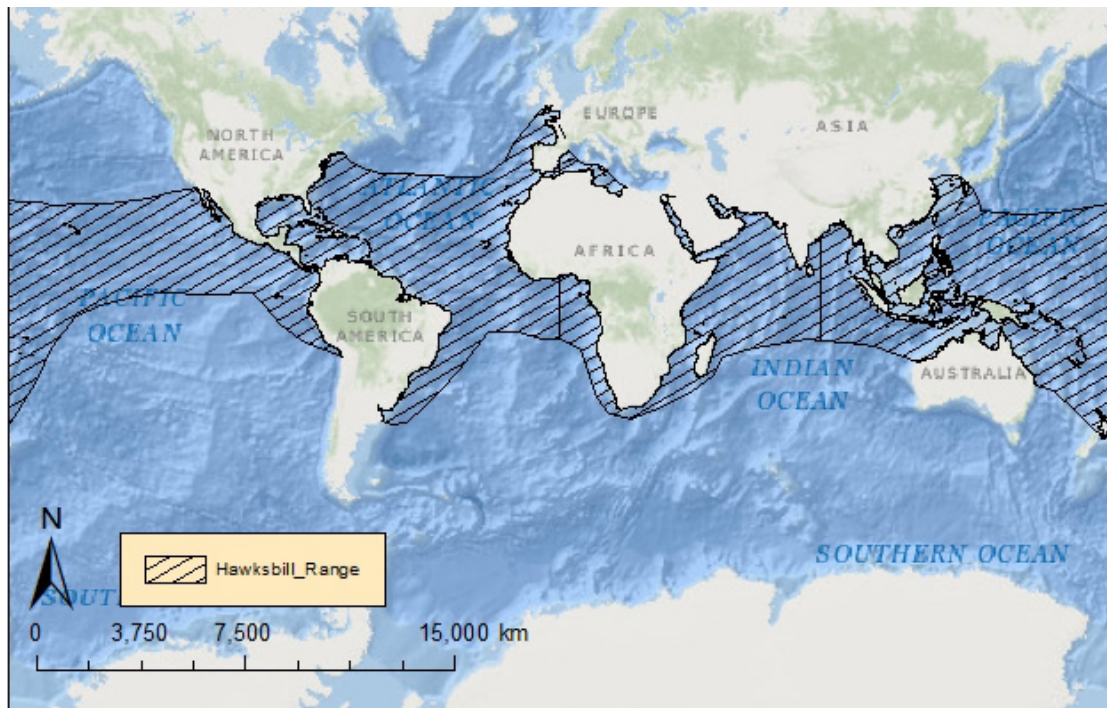 NORTH
AMERICA
EUROPE
ASIA
ATLANTIC
OCEAN
PACIFIC
OCEAN
AFRICA
PACIFIC
OCEAN
SOUTH
AMERICA
INDIAN
OCEAN
AUSTRALIA
N
Hawksbill_Range
SOUTHERN OCEAN
SOUT
0 3,750 7,500 15,000 km